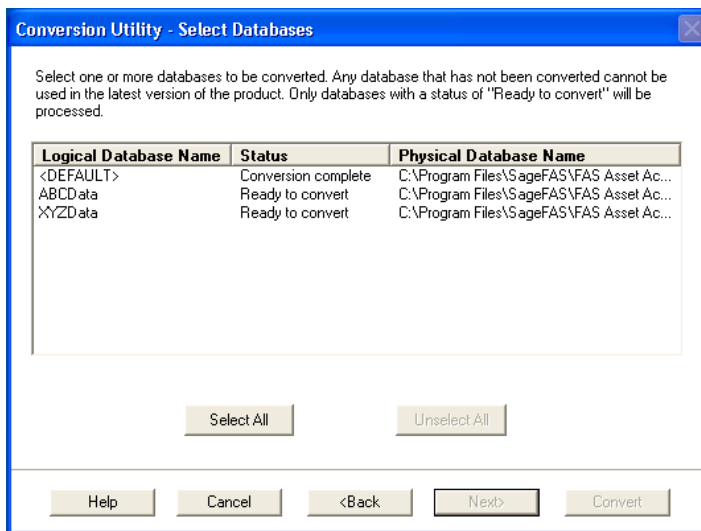 Conversion Utility - Select Databases
Select one or more databases to be converted. Any database that has not been converted cannot be
used in the latest version of the product. Only databases with a status of "Ready to convert" will be
processed.
Logical Database Name Status Physical Database Name
<DEFAULT> Conversion complete C:\Program Files\SageFAS\FAS Asset Ac...
ABCData Ready to convert C:\Program Files\SageFAS\FAS Asset Ac...
XYZData Ready to convert C:\Program Files\SageFAS\FAS Asset Ac...
Select All Unselect All
Help Cancel <Back Next> Convert